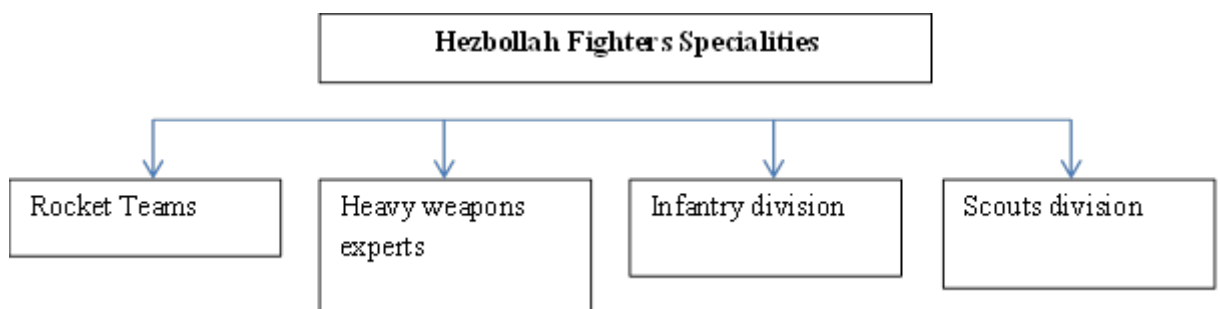 Hezbollah Fighters Specialities
Rocket Teams
Heavy weapons
experts
Infantry division
Scouts division